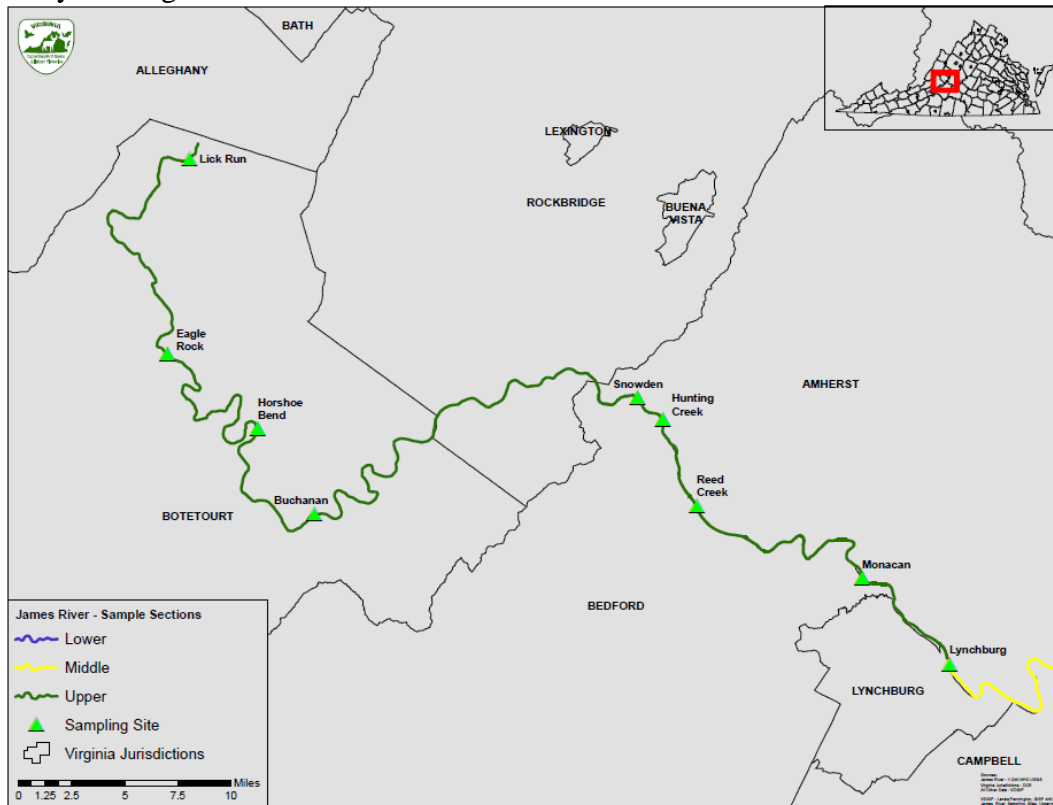 VIRGINIA
BATH
ALLEGHANY
Lick Run
LEXINGTON
ROCKBRIDGE
BUENA
VISTA
Eagle
Rock
Horshoe
Bend
Snowden
Hunting
Creek
AMHERST
Buchanan
Reed
Creek
BOTETOURT
Monacan
BEDFORD
Lynchburg
LYNCHBURG
CAMPBELL
James River - Sample Sections
Lower
Middle
Upper
Sampling Site
Virginia Jurisdictions
Miles
0 1.25 2.5 5 7.5 10
Sources: